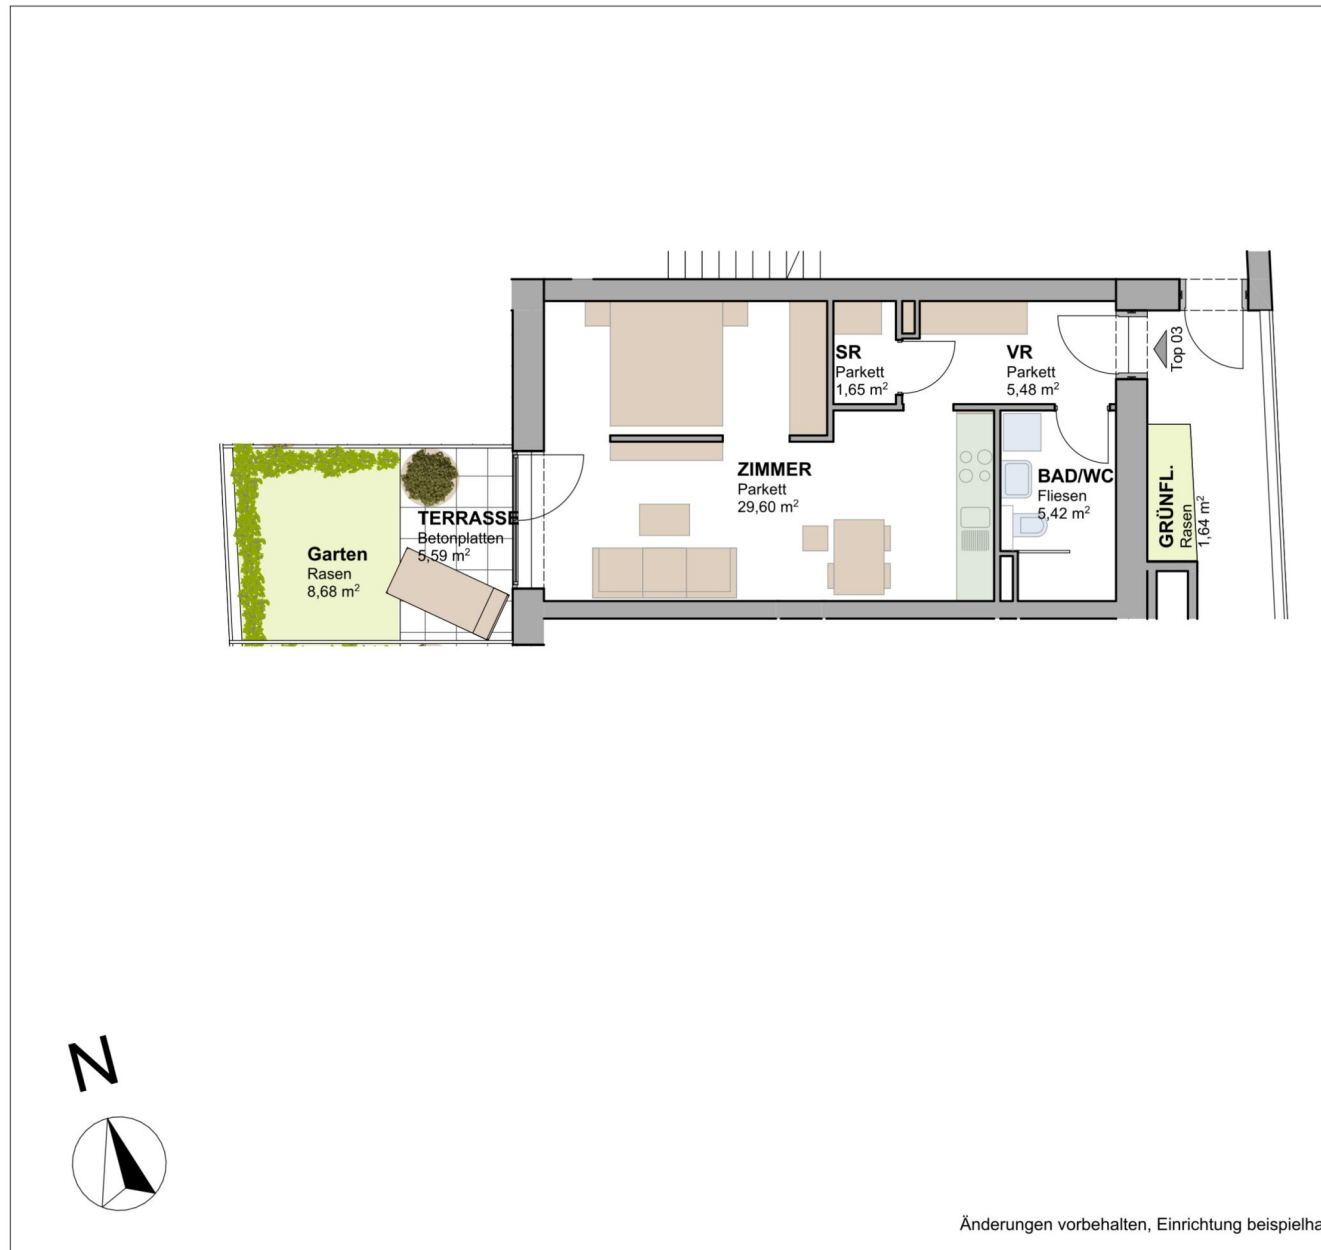 SR
Parkett
1,65 m²
VR
Parkett
5,48 m²
Top 03
ZIMMER
Parkett
29,60 m²
BAD/WC
Fliesen
5,42 m²
GRÜNFL.
Rasen
1,64 m²
TERRASSE
Betonplatten
5,59 m²
Garten
Rasen
8,68 m²
N
Änderungen vorbehalten, Einrichtung beispielha